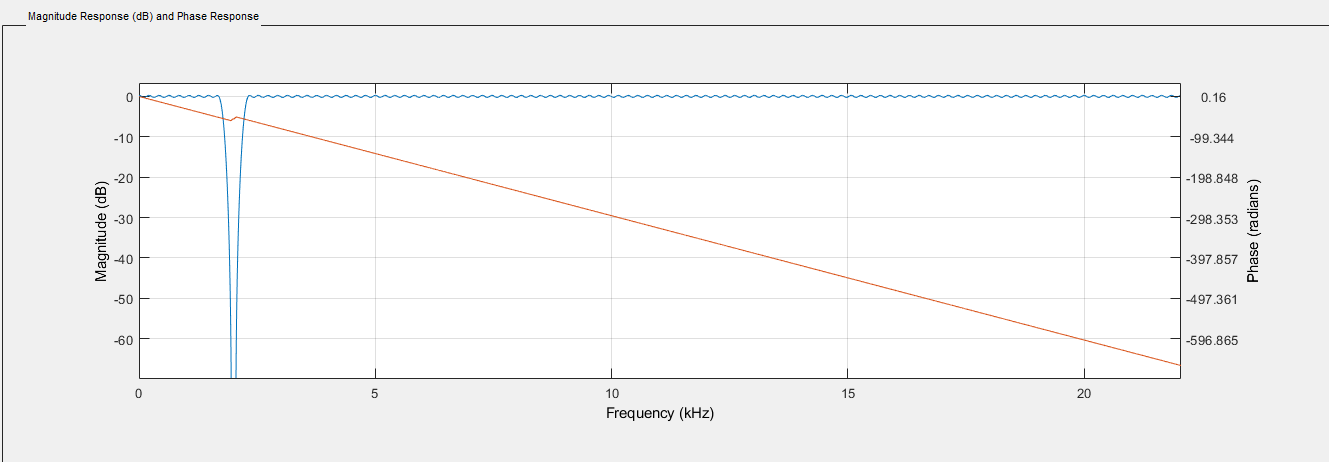 Magnitude Response (dB) and Phase Response
0
-10
-20
-30
-40
-50
-60
Magnitude (dB)
0.16
-99.344
-198.848
-298.353
-397.857
-497.361
-596.865
Phase (radians)
0 5 10 15 20
Frequency (kHz)